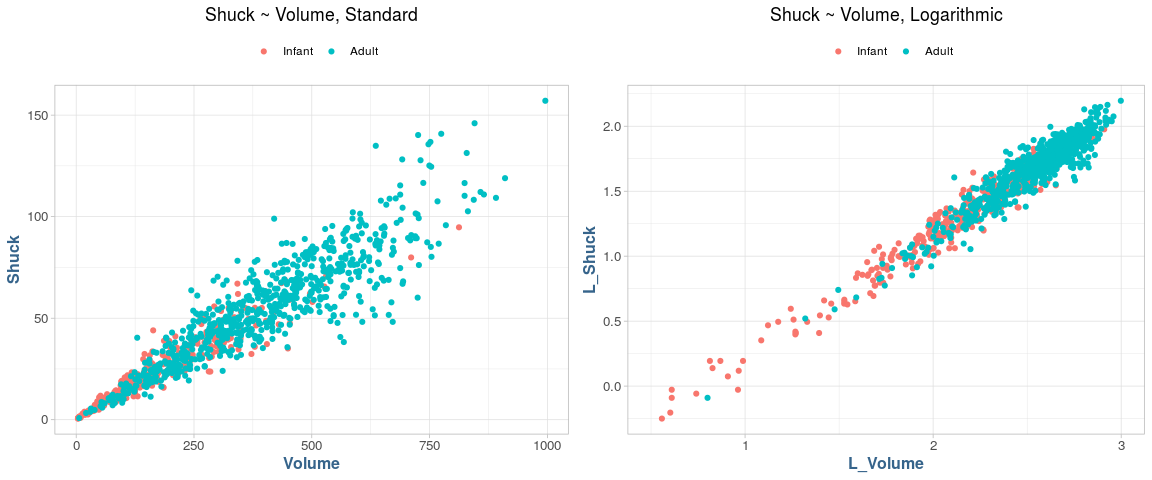 Shuck ~ Volume, Standard
Infant Adult
150
100
50
0
Shuck
0 250 500 750 1000
Volume
Shuck ~ Volume, Logarithmic
Infant Adult
2.0
1.5
1.0
0.5
0.0
L_Shuck
1 2 3
L_Volume